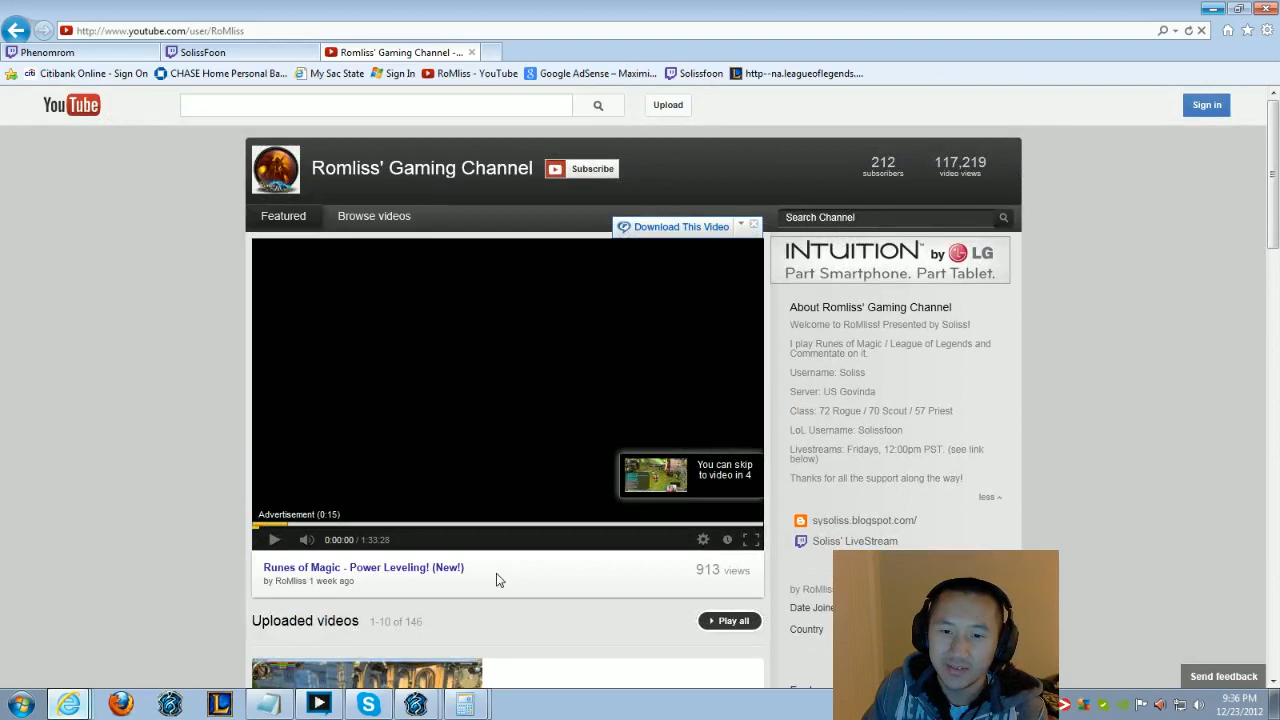 http://www.youtube.com/user/RoMliss
Phenomrom
SolissFoon
Romliss' Gaming Channel -...
Citibank Online - Sign On
CHASE Home Personal Ba...
My Sac State
Sign In
RoMliss - YouTube
Google AdSense – Maximi...
Solissfoon
http--na.leagueoflegends....
YouTube
Upload
Sign in
Romliss' Gaming Channel
Subscribe
212
subscribers
117,219
video views
Featured
Browse videos
Download This Video
Search Channel
INTUITION™ by LG
Part Smartphone. Part Tablet.
About Romliss' Gaming Channel
Welcome to RoMliss! Presented by Soliss!
I play Runes of Magic / League of Legends and
Commentate on it.
Username: Soliss
Server: US Govinda
Class: 72 Rogue / 70 Scout / 57 Priest
LoL Username: Solissfoon
Livestreams: Fridays, 12:00pm PST. (see link
below)
Thanks for all the support along the way!
less
You can skip
to video in 4
Advertisement (0:15)
0:00:00 / 1:33:28
sysoliss.blogspot.com/
Soliss' LiveStream
Runes of Magic - Power Leveling! (New!)
by RoMliss 1 week ago
913 views
by RoMlis
Date Joine
Country
Uploaded videos 1-10 of 146
Play all
Send feedback
9:36 PM
12/23/2012